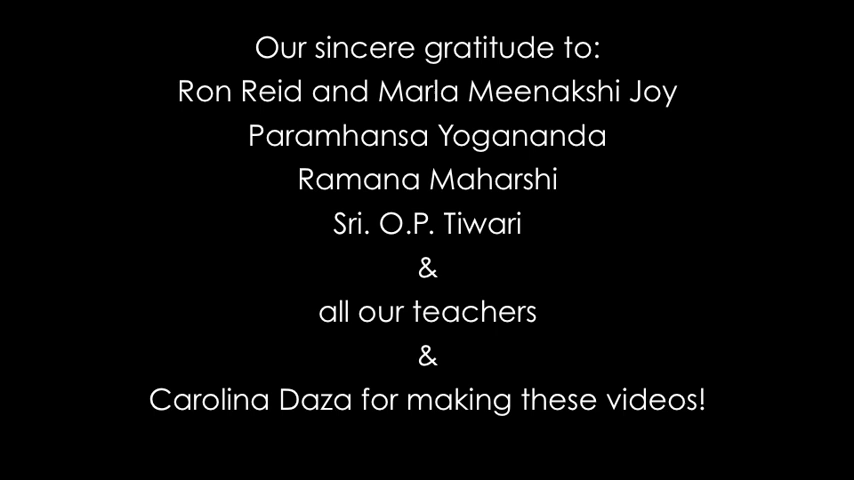 Our sincere gratitude to:
Ron Reid and Marla Meenakshi Joy
Paramhansa Yogananda
Ramana Maharshi
Sri. O.P. Tiwari
&
all our teachers
&
Carolina Daza for making these videos!